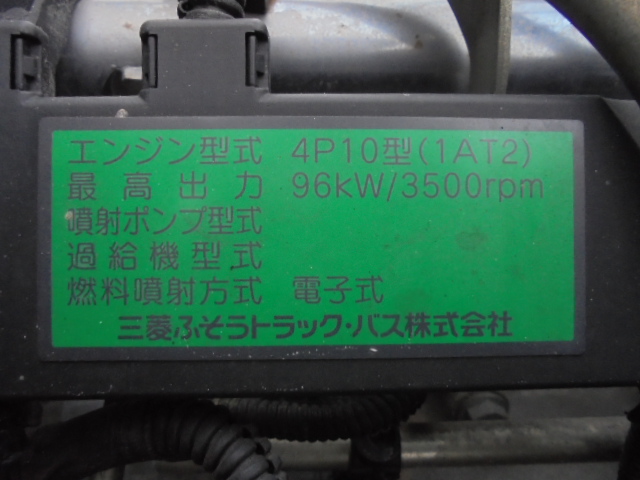 エンジン型式 4P10型(1AT2)
最高出力 96kW/3500rpm
噴射ポンプ型式
過給機型式
燃料噴射方式 電子式
三菱ふそうトラック・バス株式会社